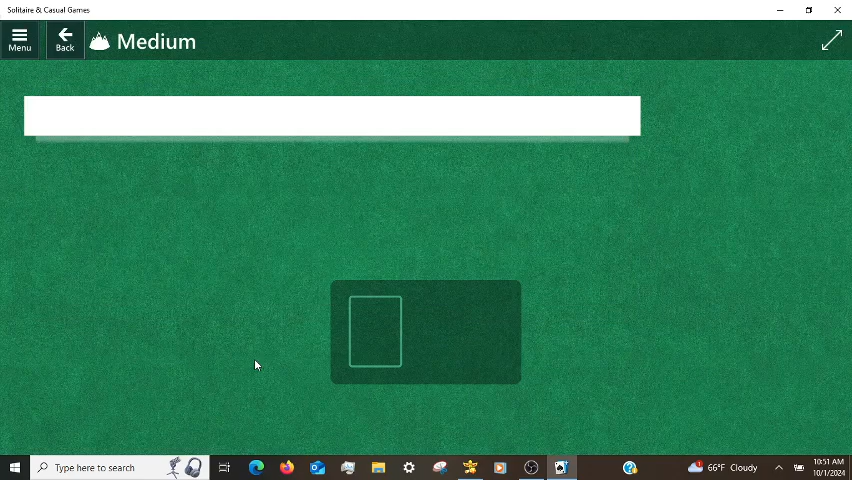 Solitaire & Casual Games
Menu
Back
Medium
Type here to search
66°F Cloudy
10:51 AM
10/1/2024